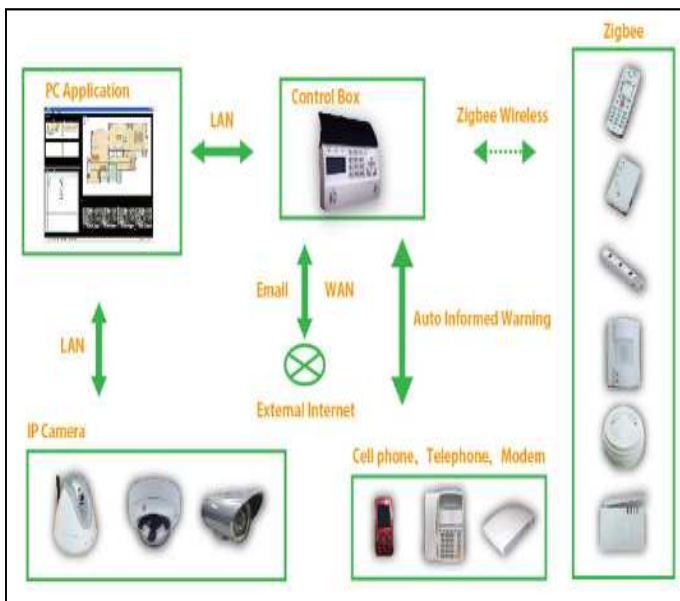 Zigbee
PC Application
Control Box
LAN
Zigbee Wireless
Email WAN
Auto Informed Warning
LAN
External Internet
IP Camera
Cell phone、Telephone、Modem